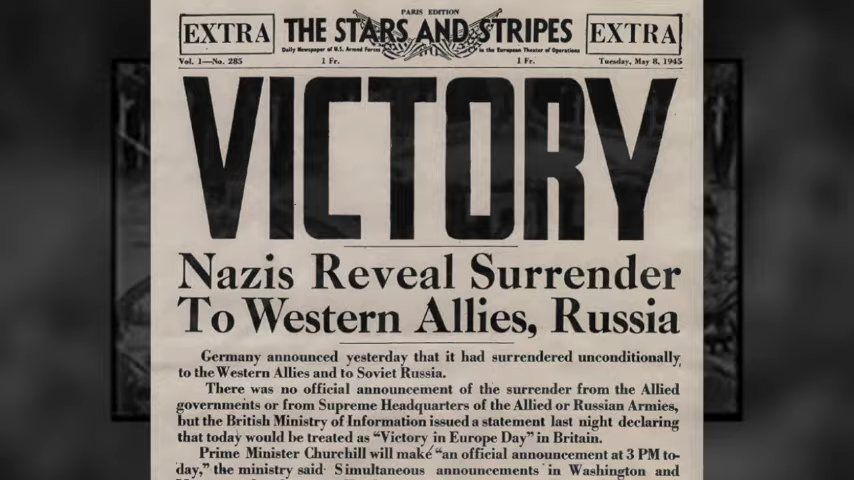 PARIS EDITION
EXTRA
THE STARS AND STRIPES
EXTRA
Daily Newspaper of U.S. Armed Forces in the European Theater of Operations
Vol. 1—No. 285 1 Fr. 1 Fr. Tuesday, May 8, 1945
VICTORY
Nazis Reveal Surrender
To Western Allies, Russia
Germany announced yesterday that it had surrendered unconditionally,
to the Western Allies and to Soviet Russia.
There was no official announcement of the surrender from the Allied
governments or from Supreme Headquarters of the Allied or Russian Armies,
but the British Ministry of Information issued a statement last night declaring
that today would be treated as “Victory in Europe Day” in Britain.
Prime Minister Churchill will make “an official announcement at 3 PM to-
day,” the ministry said. Simultaneous announcements in Washington and